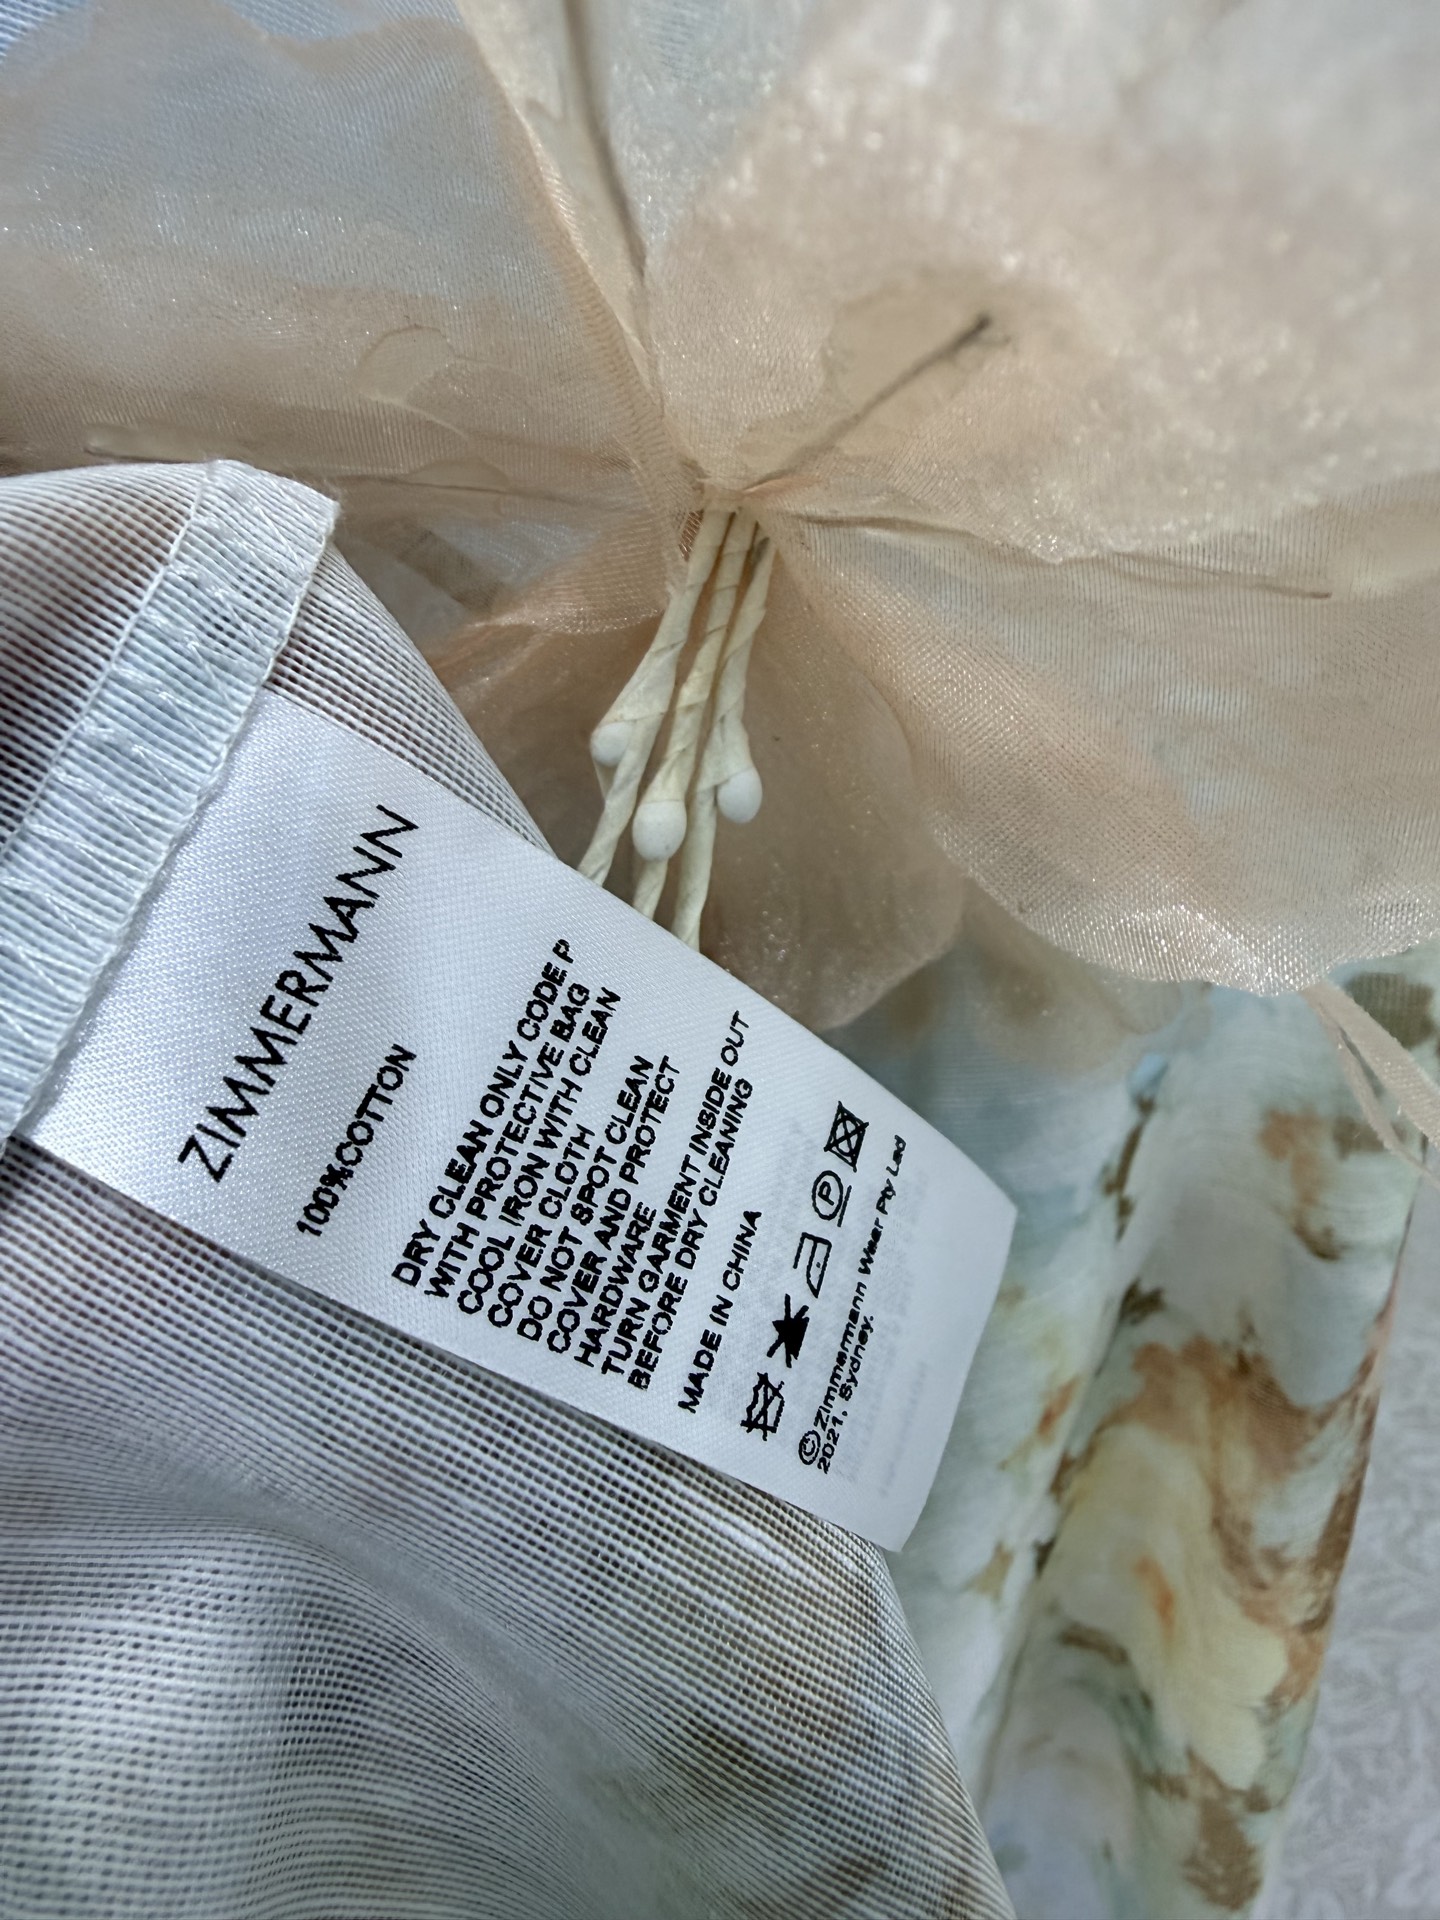 ZIMMERMANN
100%COTTON
DRY CLEAN ONLY CODE P
WITH PROTECTIVE BAG
COOL IRON WITH CLEAN
COVER CLOTH
DO NOT SPOT CLEAN
COVER AND PROTECT
HARDWARE
TURN GARMENT INSIDE OUT
BEFORE DRY CLEANING
MADE IN CHINA
P
©Zimmermann Wear Pty Led
2021. Sydney.